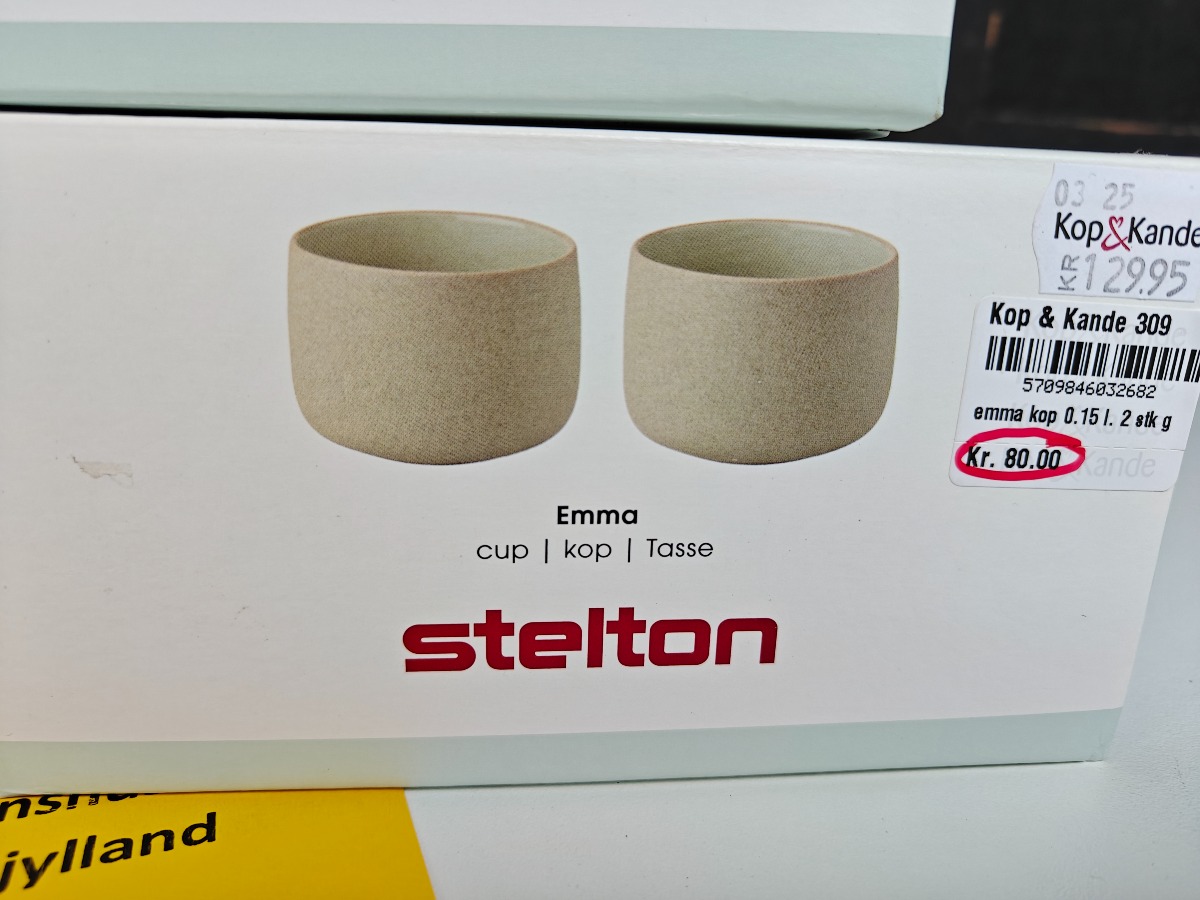 03 25
Kop&Kande
KR 129.95
Kop & Kande 309
5709846032682
emma kop 0.15 l. 2 stk g
Kr. 80.00
Emma
cup | kop | Tasse
stelton
jylland